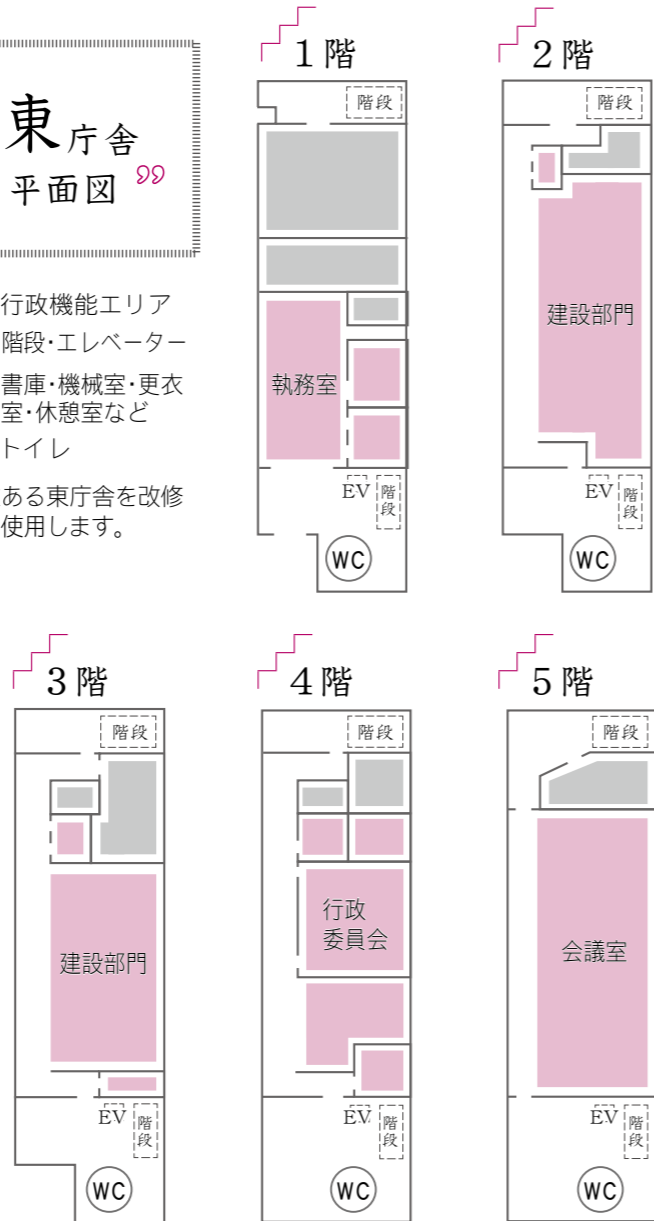 東庁舎
平面図
行政機能エリア
階段・エレベーター
書庫・機械室・更衣
室・休憩室など
トイレ
ある東庁舎を改修
使用します。
1階
階段
執務室
EV
階段
WC
2階
階段
建設部門
EV
階段
WC
3階
階段
建設部門
EV
階段
WC
4階
階段
行政
委員会
EV
階段
WC
5階
階段
会議室
EV
階段
WC